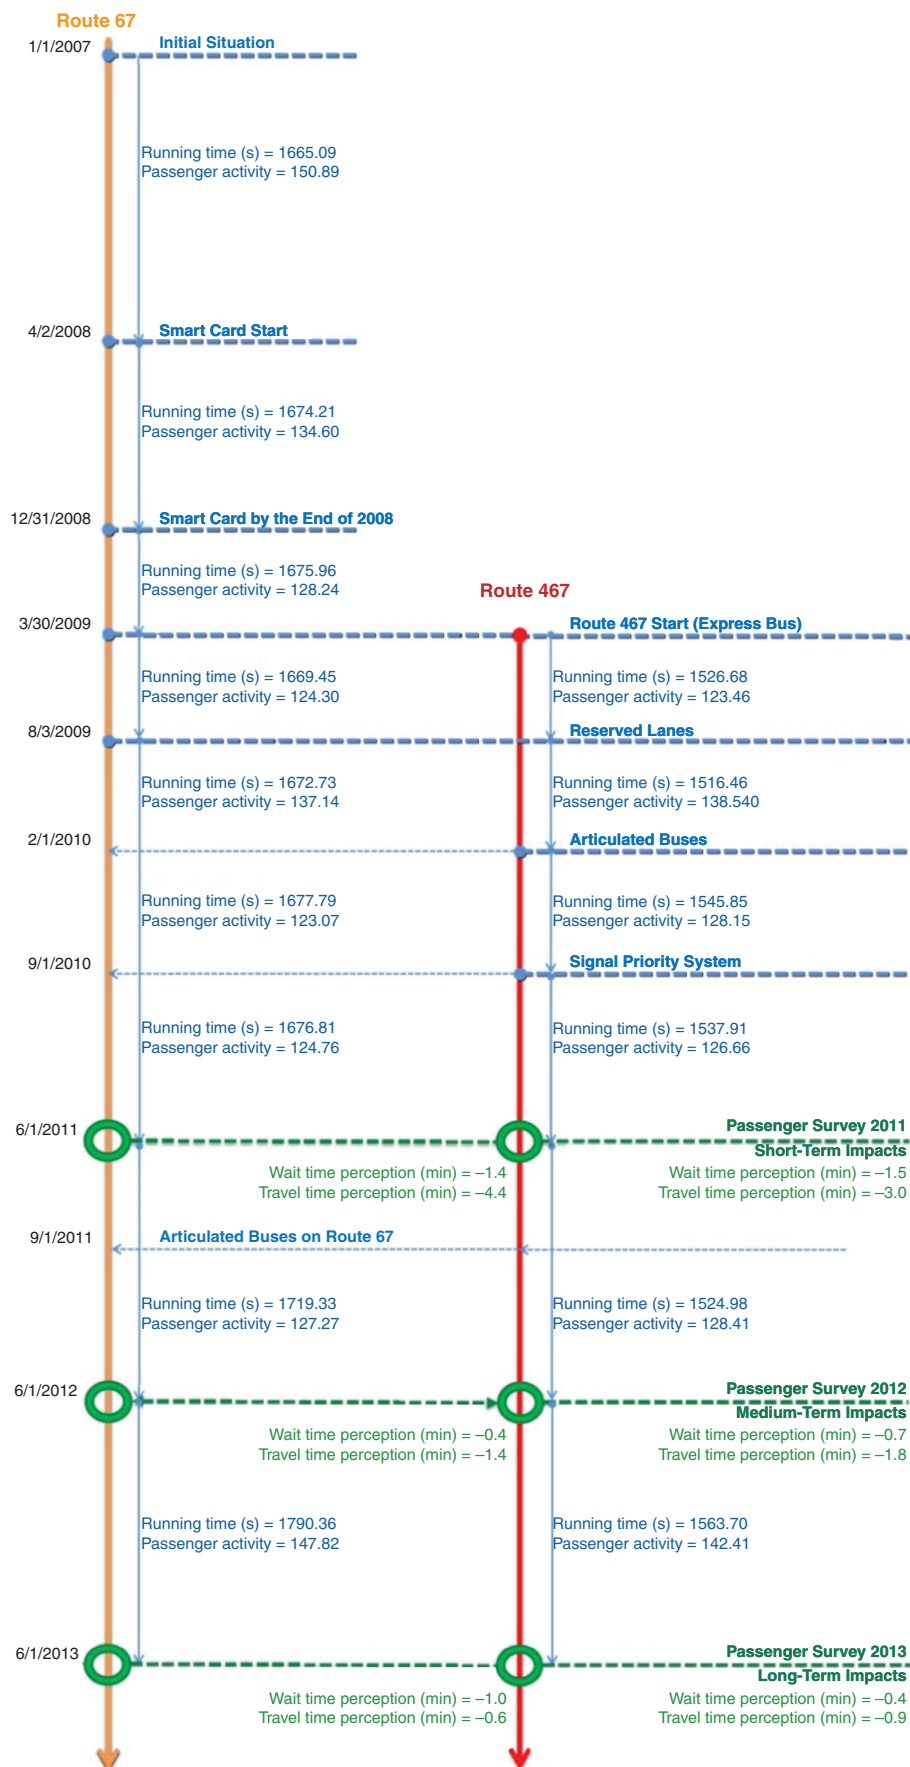 Route 67
1/1/2007
Initial Situation
Running time (s) = 1665.09
Passenger activity = 150.89
4/2/2008
Smart Card Start
Running time (s) = 1674.21
Passenger activity = 134.60
12/31/2008
Smart Card by the End of 2008
Running time (s) = 1675.96
Passenger activity = 128.24
Route 467
3/30/2009
Route 467 Start (Express Bus)
Running time (s) = 1669.45
Passenger activity = 124.30
Running time (s) = 1526.68
Passenger activity = 123.46
8/3/2009
Reserved Lanes
Running time (s) = 1672.73
Passenger activity = 137.14
Running time (s) = 1516.46
Passenger activity = 138.540
2/1/2010
Articulated Buses
Running time (s) = 1677.79
Passenger activity = 123.07
Running time (s) = 1545.85
Passenger activity = 128.15
9/1/2010
Signal Priority System
Running time (s) = 1676.81
Passenger activity = 124.76
Running time (s) = 1537.91
Passenger activity = 126.66
6/1/2011
Passenger Survey 2011
Short-Term Impacts
Wait time perception (min) = –1.4
Travel time perception (min) = –4.4
Wait time perception (min) = –1.5
Travel time perception (min) = –3.0
9/1/2011
Articulated Buses on Route 67
Running time (s) = 1719.33
Passenger activity = 127.27
Running time (s) = 1524.98
Passenger activity = 128.41
6/1/2012
Passenger Survey 2012
Medium-Term Impacts
Wait time perception (min) = –0.4
Travel time perception (min) = –1.4
Wait time perception (min) = –0.7
Travel time perception (min) = –1.8
Running time (s) = 1790.36
Passenger activity = 147.82
Running time (s) = 1563.70
Passenger activity = 142.41
6/1/2013
Passenger Survey 2013
Long-Term Impacts
Wait time perception (min) = –1.0
Travel time perception (min) = –0.6
Wait time perception (min) = –0.4
Travel time perception (min) = –0.9